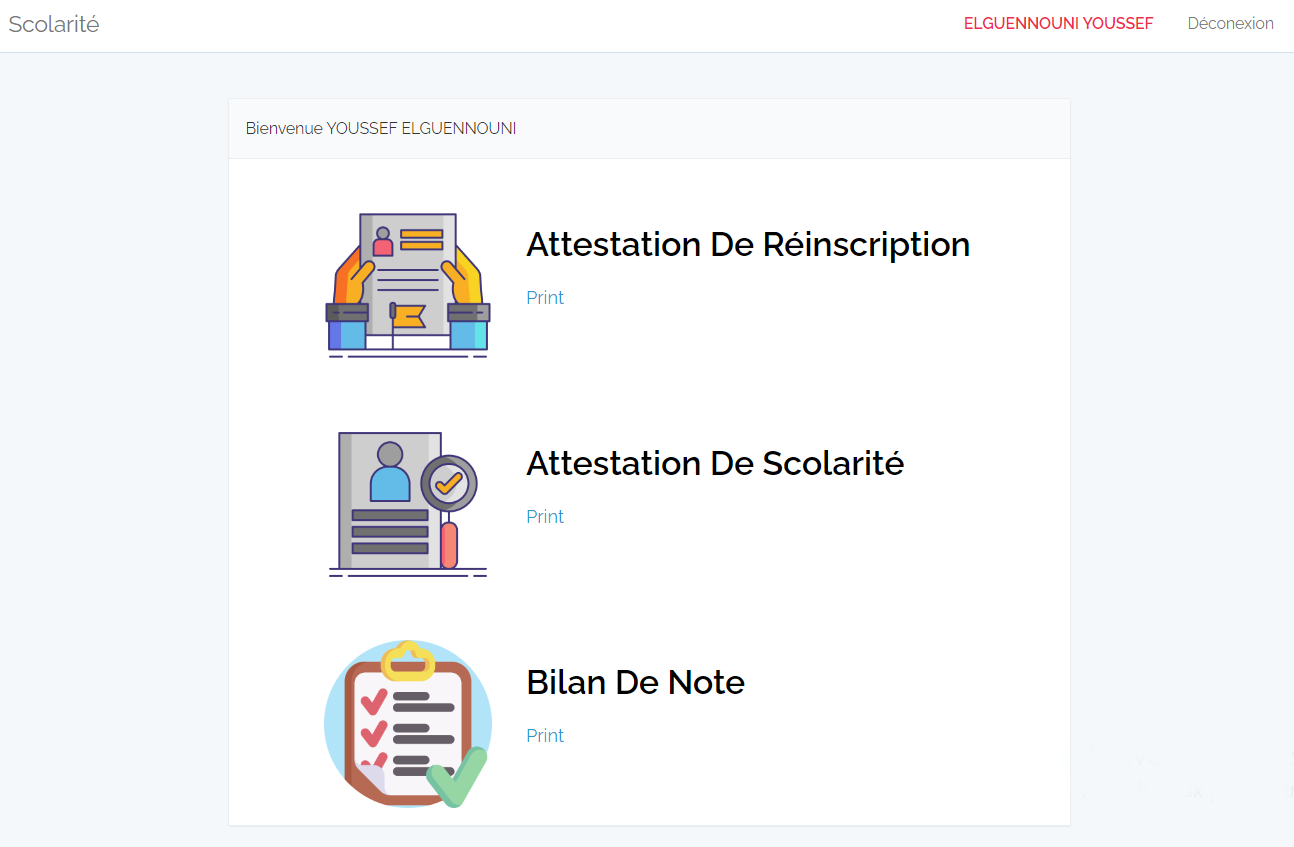 Scolarité
ELGUENNOUNI YOUSSEF
Déconexion
Bienvenue YOUSSEF ELGUENNOUNI
Attestation De Réinscription
Print
Attestation De Scolarité
Print
Bilan De Note
Print